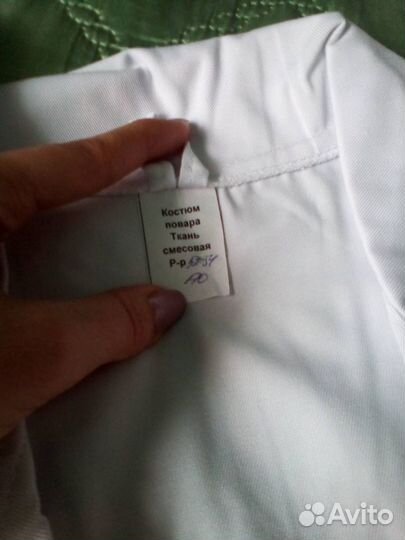 Костюм
повара
Ткань
смесовая
Р-р
170
Avito